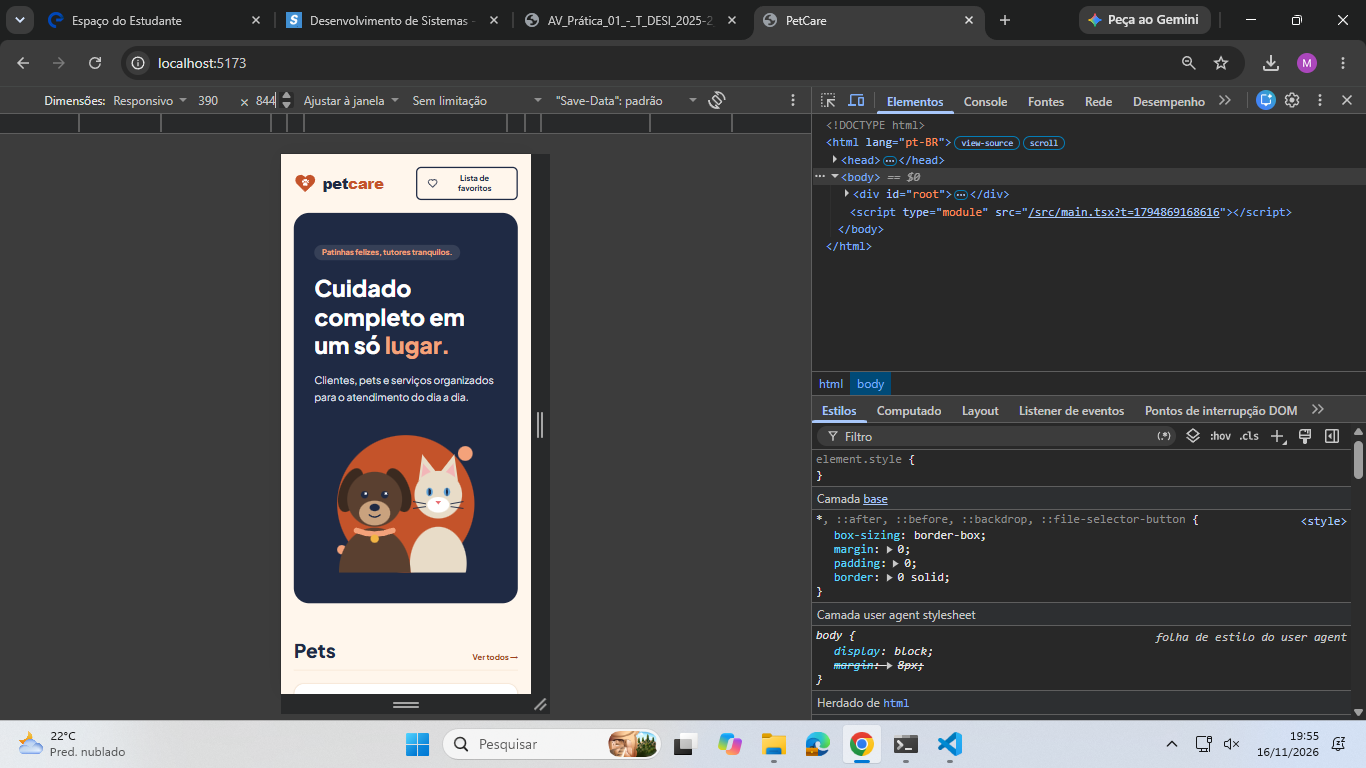 Espaço do Estudante
Desenvolvimento de Sistemas -
AV_Prática_01_-_T_DESI_2025-2
PetCare
Peça ao Gemini
localhost:5173
M
Dimensões: Responsivo 390 × 844 Ajustar à janela Sem limitação "Save-Data": padrão
Elementos Console Fontes Rede Desempenho
<!DOCTYPE html>
<html lang="pt-BR"> view-source scroll
<head> ⋯ </head>
<body> == $0
<div id="root"> ⋯ </div>
<script type="module" src="/src/main.tsx?t=1794869168616"></script>
</body>
</html>
petcare
Lista de
favoritos
Patinhas felizes, tutores tranquilos.
Cuidado
completo em
um só lugar.
Clientes, pets e serviços organizados
para o atendimento do dia a dia.
Pets
Ver todos →
html body
Estilos Computado Layout Listener de eventos Pontos de interrupção DOM
Filtro (.*) :hov .cls
element.style {
}
Camada base
*, ::after, ::before, ::backdrop, ::file-selector-button { <style>
box-sizing: border-box;
margin: 0;
padding: 0;
border: 0 solid;
}
Camada user agent stylesheet
body { folha de estilo do user agent
display: block;
margin: 8px;
}
Herdado de html
22°C
Pred. nublado
Pesquisar
19:55
16/11/2026